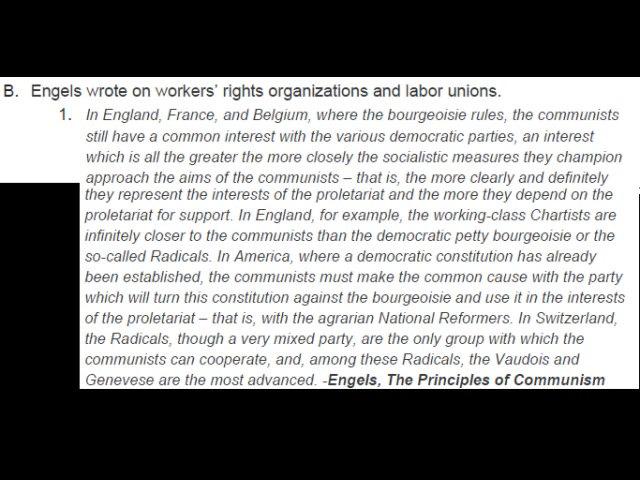 B. Engels wrote on workers' rights organizations and labor unions.
1. In England, France, and Belgium, where the bourgeoisie rules, the communists
still have a common interest with the various democratic parties, an interest
which is all the greater the more closely the socialistic measures they champion
approach the aims of the communists – that is, the more clearly and definitely
they represent the interests of the proletariat and the more they depend on the
proletariat for support. In England, for example, the working-class Chartists are
infinitely closer to the communists than the democratic petty bourgeoisie or the
so-called Radicals. In America, where a democratic constitution has already
been established, the communists must make the common cause with the party
which will turn this constitution against the bourgeoisie and use it in the interests
of the proletariat – that is, with the agrarian National Reformers. In Switzerland,
the Radicals, though a very mixed party, are the only group with which the
communists can cooperate, and, among these Radicals, the Vaudois and
Genevese are the most advanced. -Engels, The Principles of Communism